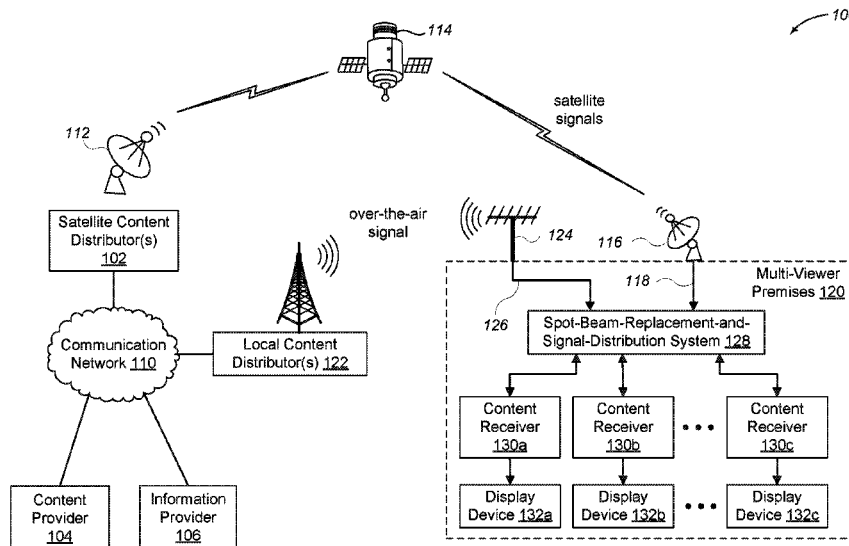 10
114
satellite
signals
112
Satellite Content
Distributor(s)
102
over-the-air
signal
124
116
118
126
Multi-Viewer
Premises 120
Communication
Network 110
Local Content
Distributor(s) 122
Spot-Beam-Replacement-and-
Signal-Distribution System 128
Content
Receiver
130a
Content
Receiver
130b
Content
Receiver
130c
Content
Provider
104
Information
Provider
106
Display
Device 132a
Display
Device 132b
Display
Device 132c